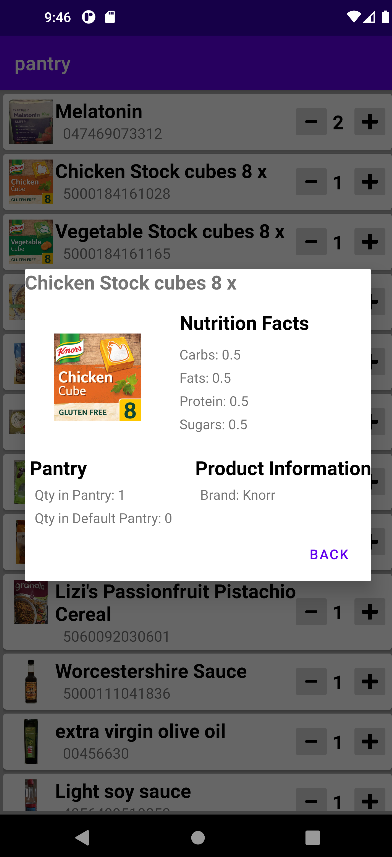 9:46
pantry
Melatonin
047469073312
2
Chicken Stock cubes 8 x
5000184161028
1
Vegetable Stock cubes 8 x
5000184161165
1
Chicken Stock cubes 8 x
Knorr
Chicken
Cube
GLUTEN FREE
8
Nutrition Facts
Carbs: 0.5
Fats: 0.5
Protein: 0.5
Sugars: 0.5
Pantry
Qty in Pantry: 1
Qty in Default Pantry: 0
Product Information
Brand: Knorr
BACK
Lizi's Passionfruit Pistachio
Cereal
5060092030601
1
Worcestershire Sauce
5000111041836
1
extra virgin olive oil
00456630
1
Light soy sauce
1